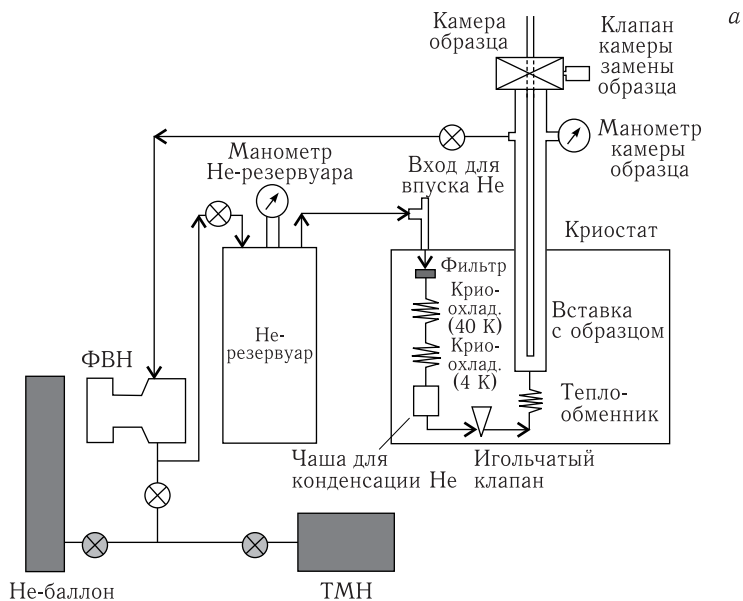 а
Камера
образца
Клапан
камеры
замены
образца
Манометр
Не-резервуара
Вход для
впуска Не
Манометр
камеры
образца
Криостат
Фильтр
Крио-
охлад.
(40 К)
Крио-
охлад.
(4 К)
Вставка
с образцом
Не-
резервуар
ФВН
Тепло-
обменник
Чаша для
конденсации Не
Игольчатый
клапан
Не-баллон
ТМН